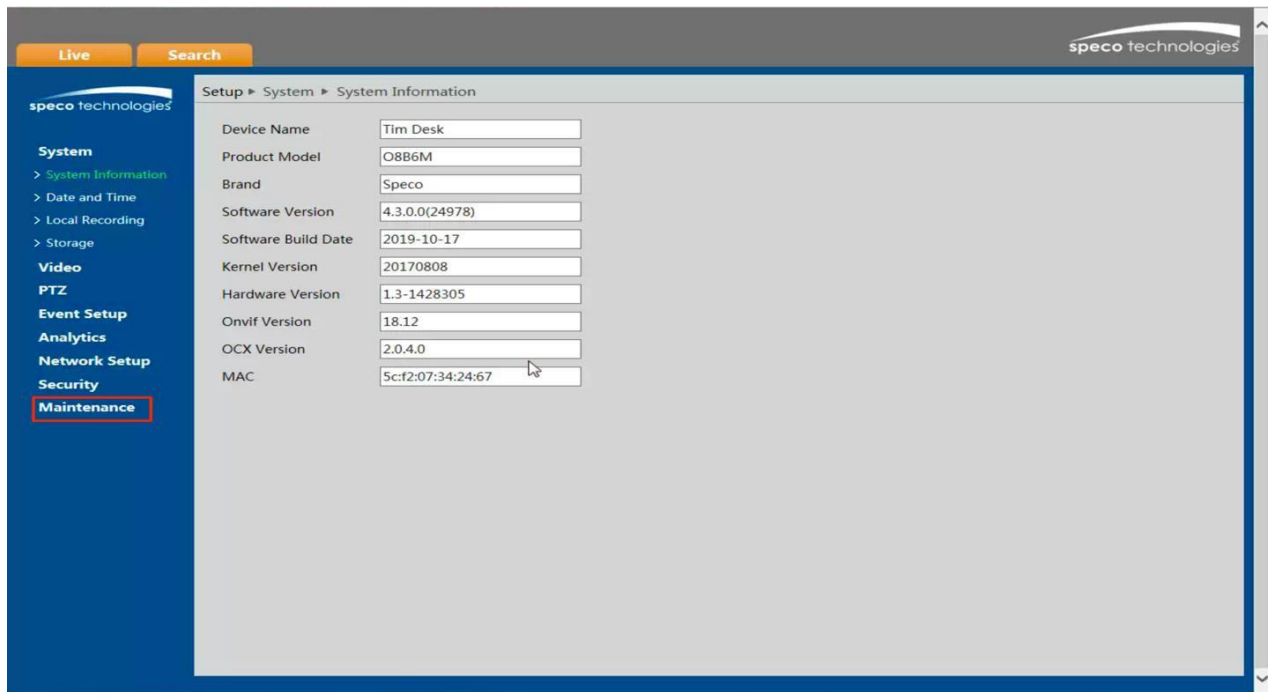 Live
Search
speco technologies
speco technologies
System
> System Information
> Date and Time
> Local Recording
> Storage
Video
PTZ
Event Setup
Analytics
Network Setup
Security
Maintenance
Setup ▸ System ▸ System Information
Device Name Tim Desk
Product Model O8B6M
Brand Speco
Software Version 4.3.0.0(24978)
Software Build Date 2019-10-17
Kernel Version 20170808
Hardware Version 1.3-1428305
Onvif Version 18.12
OCX Version 2.0.4.0
MAC 5c:f2:07:34:24:67